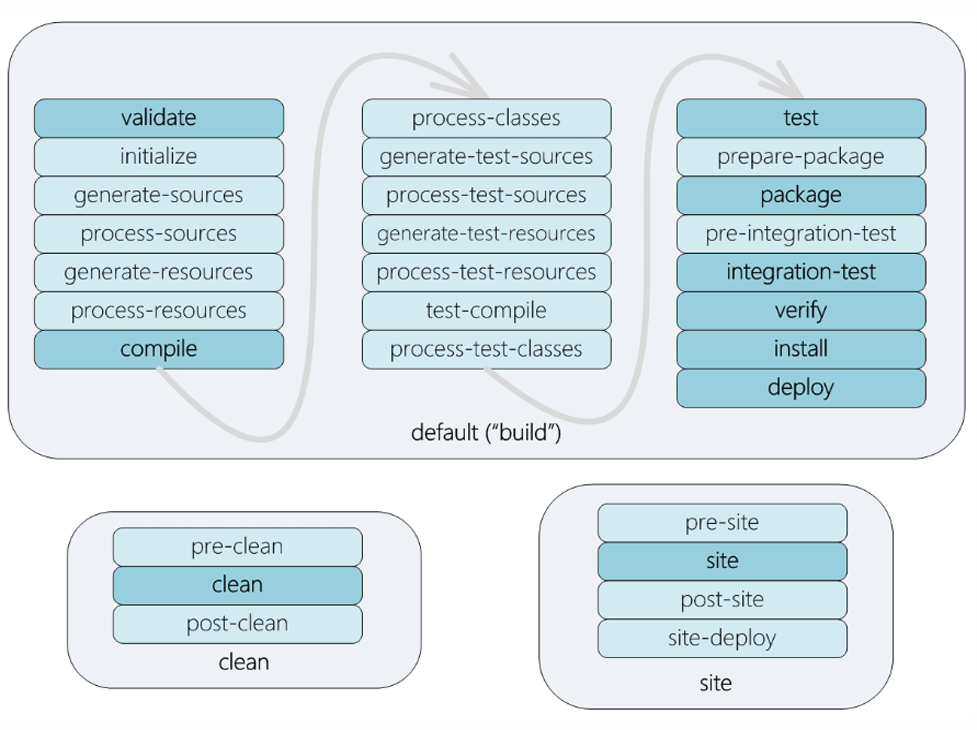 validate
initialize
generate-sources
process-sources
generate-resources
process-resources
compile
process-classes
generate-test-sources
process-test-sources
generate-test-resources
process-test-resources
test-compile
process-test-classes
test
prepare-package
package
pre-integration-test
integration-test
verify
install
deploy
default (“build”)
pre-clean
clean
post-clean
clean
pre-site
site
post-site
site-deploy
site